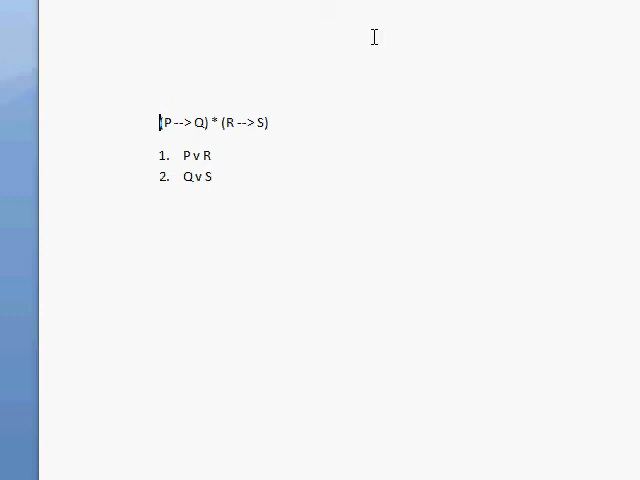 (P --> Q) * (R --> S)
1. P v R
2. Q v S